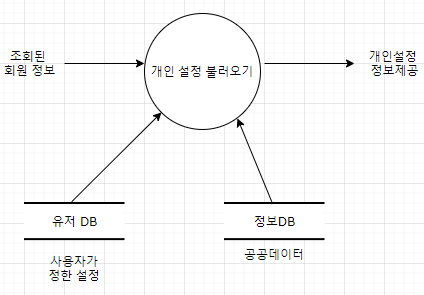 조회된
회원 정보
개인 설정 불러오기
개인설정
정보제공
유저 DB
정보DB
사용자가
정한 설정
공공데이터